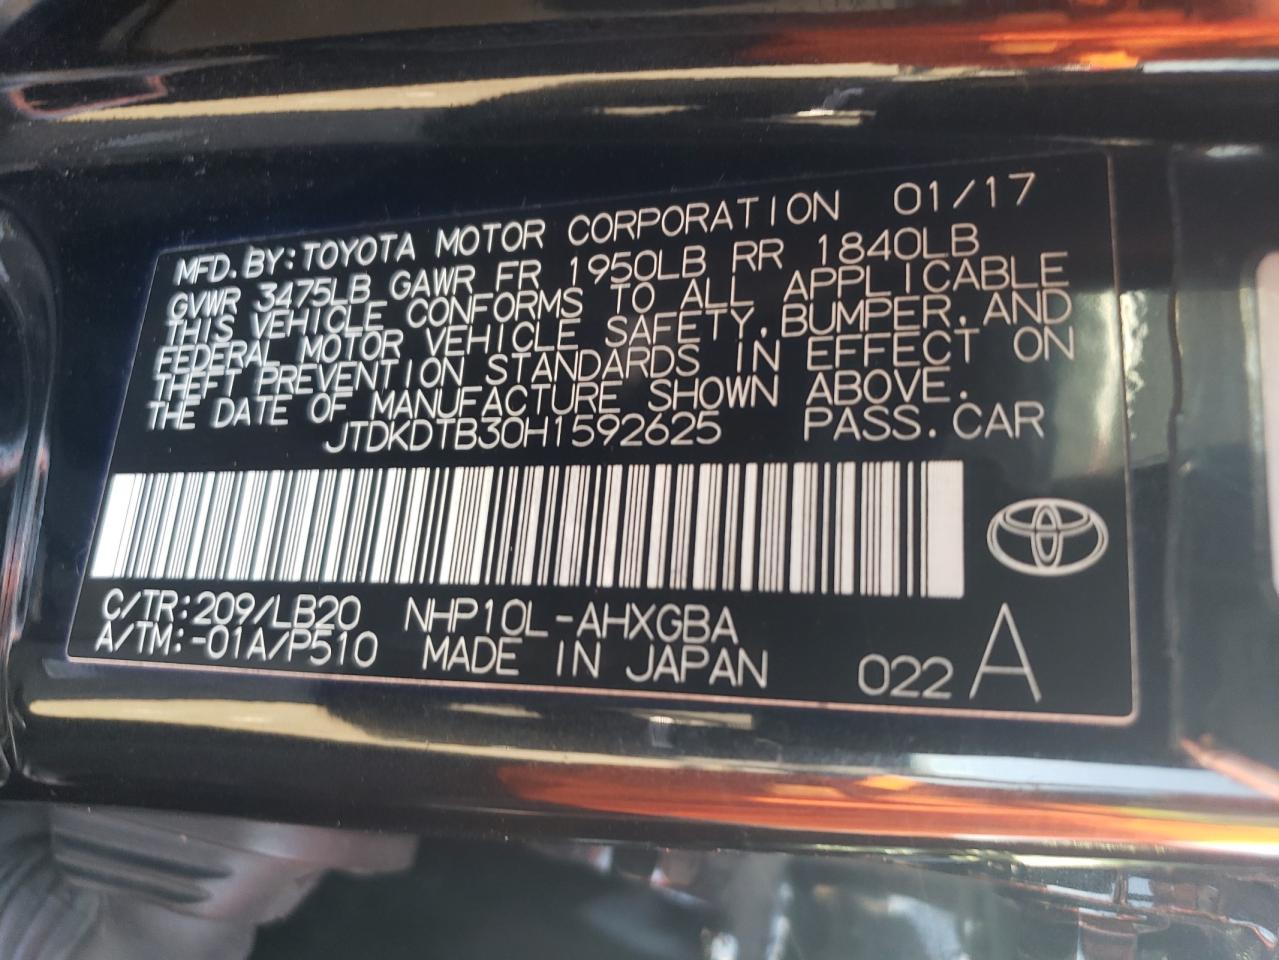 MFD.BY:TOYOTA MOTOR CORPORATION 01/17
GVWR 3475LB GAWR FR 1950LB RR 1840LB
THIS VEHICLE CONFORMS TO ALL APPLICABLE
FEDERAL MOTOR VEHICLE SAFETY,BUMPER,AND
THEFT PREVENTION STANDARDS IN EFFECT ON
THE DATE OF MANUFACTURE SHOWN ABOVE.
JTDKDTB30H1592625 PASS.CAR
C/TR:209/LB20 NHP10L-AHXGBA
A/TM:-01A/P510 MADE IN JAPAN 022 A